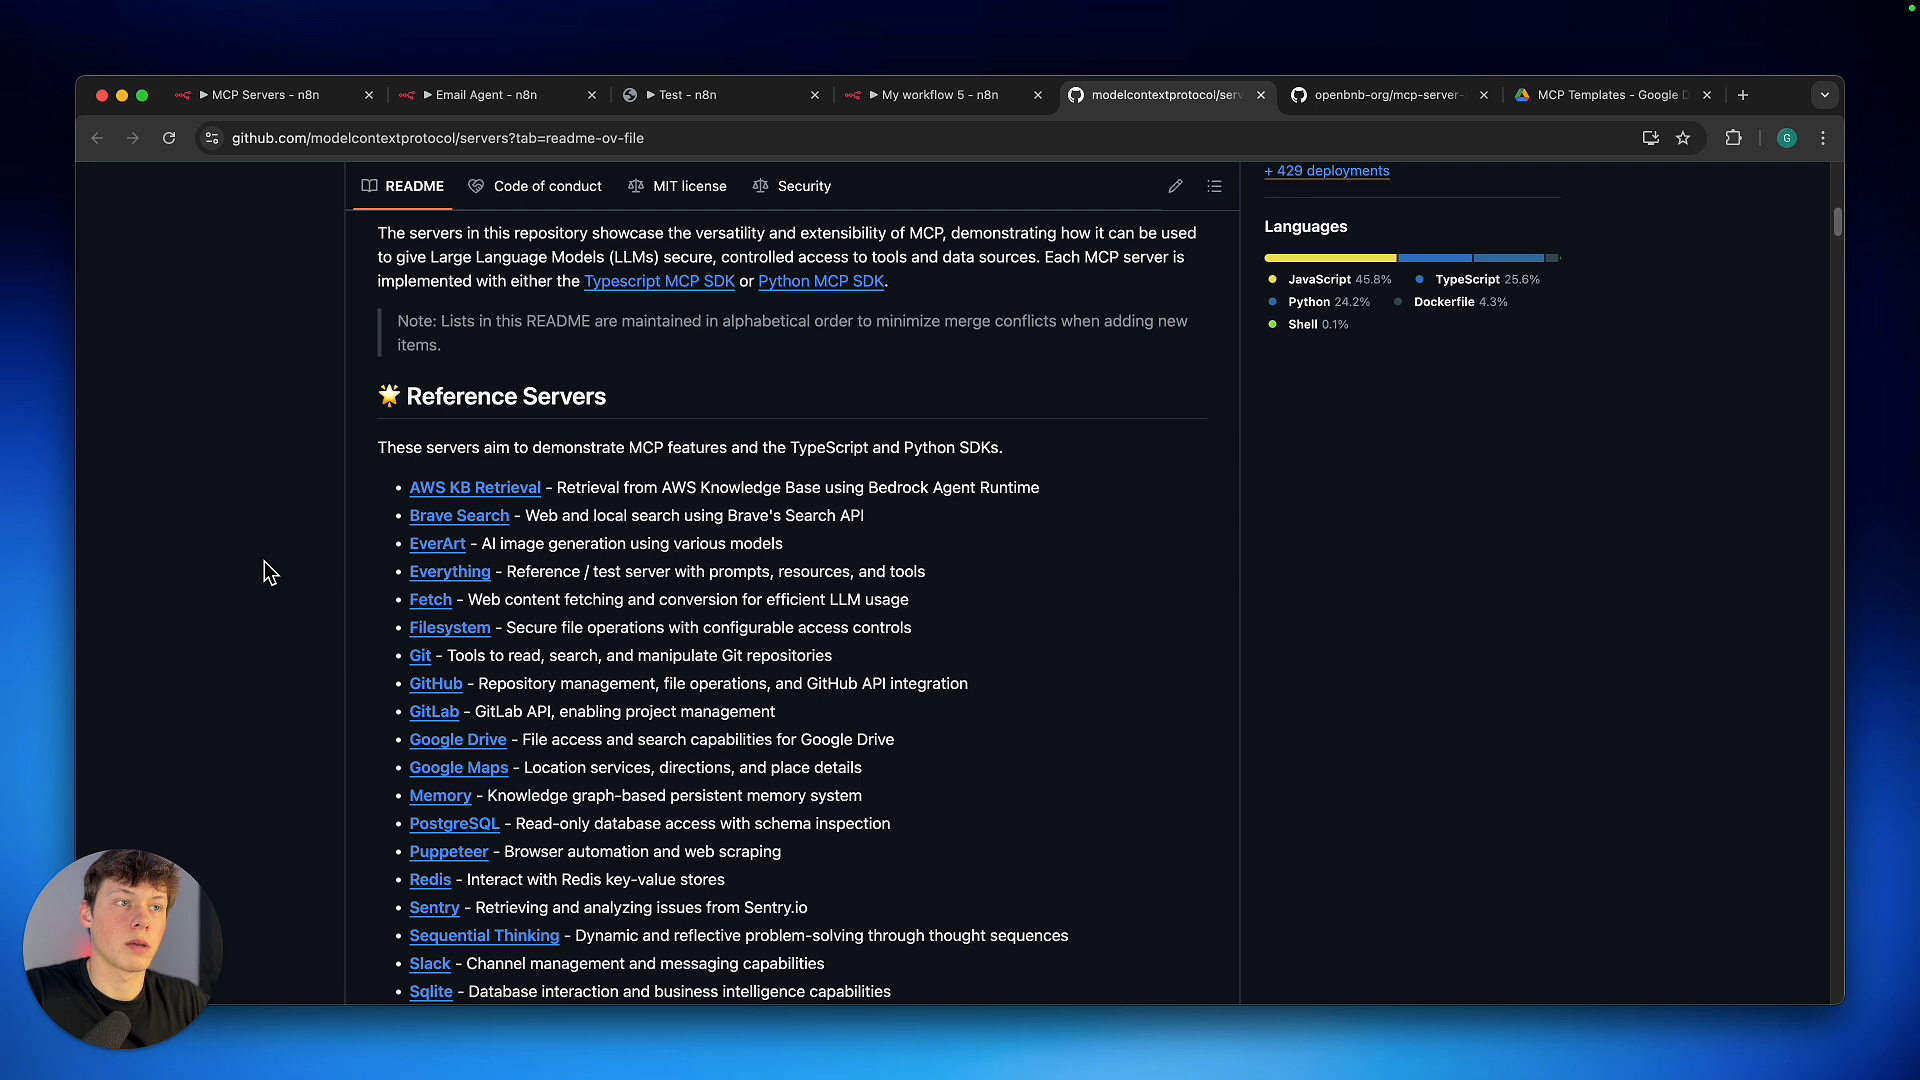 MCP Servers - n8n
Email Agent - n8n
Test - n8n
My workflow 5 - n8n
modelcontextprotocol/serv
openbnb-org/mcp-server-
MCP Templates - Google D
github.com/modelcontextprotocol/servers?tab=readme-ov-file
G
README
Code of conduct
MIT license
Security
+ 429 deployments
The servers in this repository showcase the versatility and extensibility of MCP, demonstrating how it can be used
to give Large Language Models (LLMs) secure, controlled access to tools and data sources. Each MCP server is
implemented with either the Typescript MCP SDK or Python MCP SDK.
Note: Lists in this README are maintained in alphabetical order to minimize merge conflicts when adding new
items.
Reference Servers
These servers aim to demonstrate MCP features and the TypeScript and Python SDKs.
• AWS KB Retrieval - Retrieval from AWS Knowledge Base using Bedrock Agent Runtime
• Brave Search - Web and local search using Brave's Search API
• EverArt - AI image generation using various models
• Everything - Reference / test server with prompts, resources, and tools
• Fetch - Web content fetching and conversion for efficient LLM usage
• Filesystem - Secure file operations with configurable access controls
• Git - Tools to read, search, and manipulate Git repositories
• GitHub - Repository management, file operations, and GitHub API integration
• GitLab - GitLab API, enabling project management
• Google Drive - File access and search capabilities for Google Drive
• Google Maps - Location services, directions, and place details
• Memory - Knowledge graph-based persistent memory system
• PostgreSQL - Read-only database access with schema inspection
• Puppeteer - Browser automation and web scraping
• Redis - Interact with Redis key-value stores
• Sentry - Retrieving and analyzing issues from Sentry.io
• Sequential Thinking - Dynamic and reflective problem-solving through thought sequences
• Slack - Channel management and messaging capabilities
• Sqlite - Database interaction and business intelligence capabilities
Languages
JavaScript 45.8%
TypeScript 25.6%
Python 24.2%
Dockerfile 4.3%
Shell 0.1%